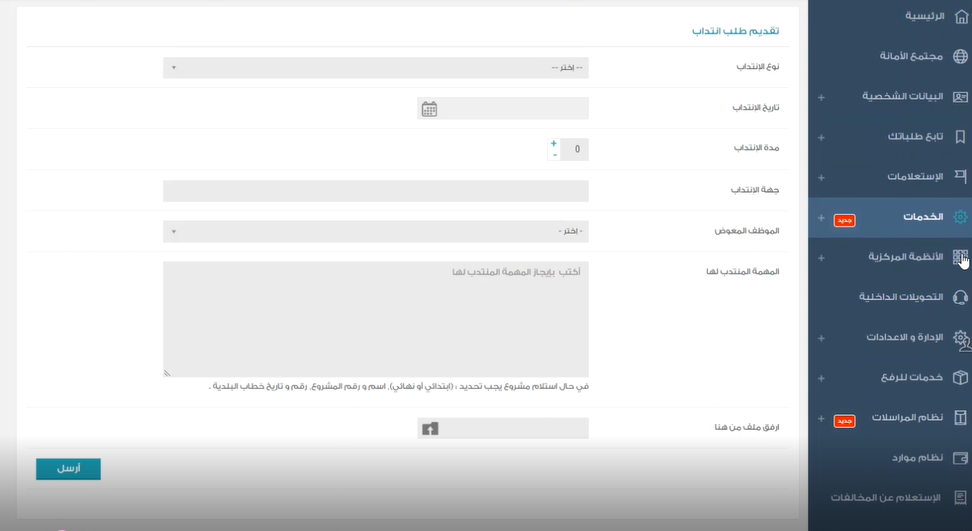 الرئيسية
مجتمع الأمانة
البيانات الشخصية +
تابع طلباتك +
الإستعلامات +
الخدمات جديد +
الأنظمة المركزية +
التحويلات الداخلية
الإدارة و الاعدادات +
خدمات للرفع +
نظام المراسلات جديد +
نظام موارد
الإستعلام عن المخالفات
تقديم طلب انتداب
نوع الإنتداب
-- إختر --
تاريخ الإنتداب
مدة الإنتداب
0
+
-
جهة الإنتداب
الموظف المعوض
- اختر -
المهمة المنتدب لها
أكتب بإيجاز المهمة المنتدب لها
في حال استلام مشروع يجب تحديد : (ابتدائي أو نهائي), اسم و رقم المشروع, رقم و تاريخ خطاب البلدية .
ارفق ملف من هنا
أرسل